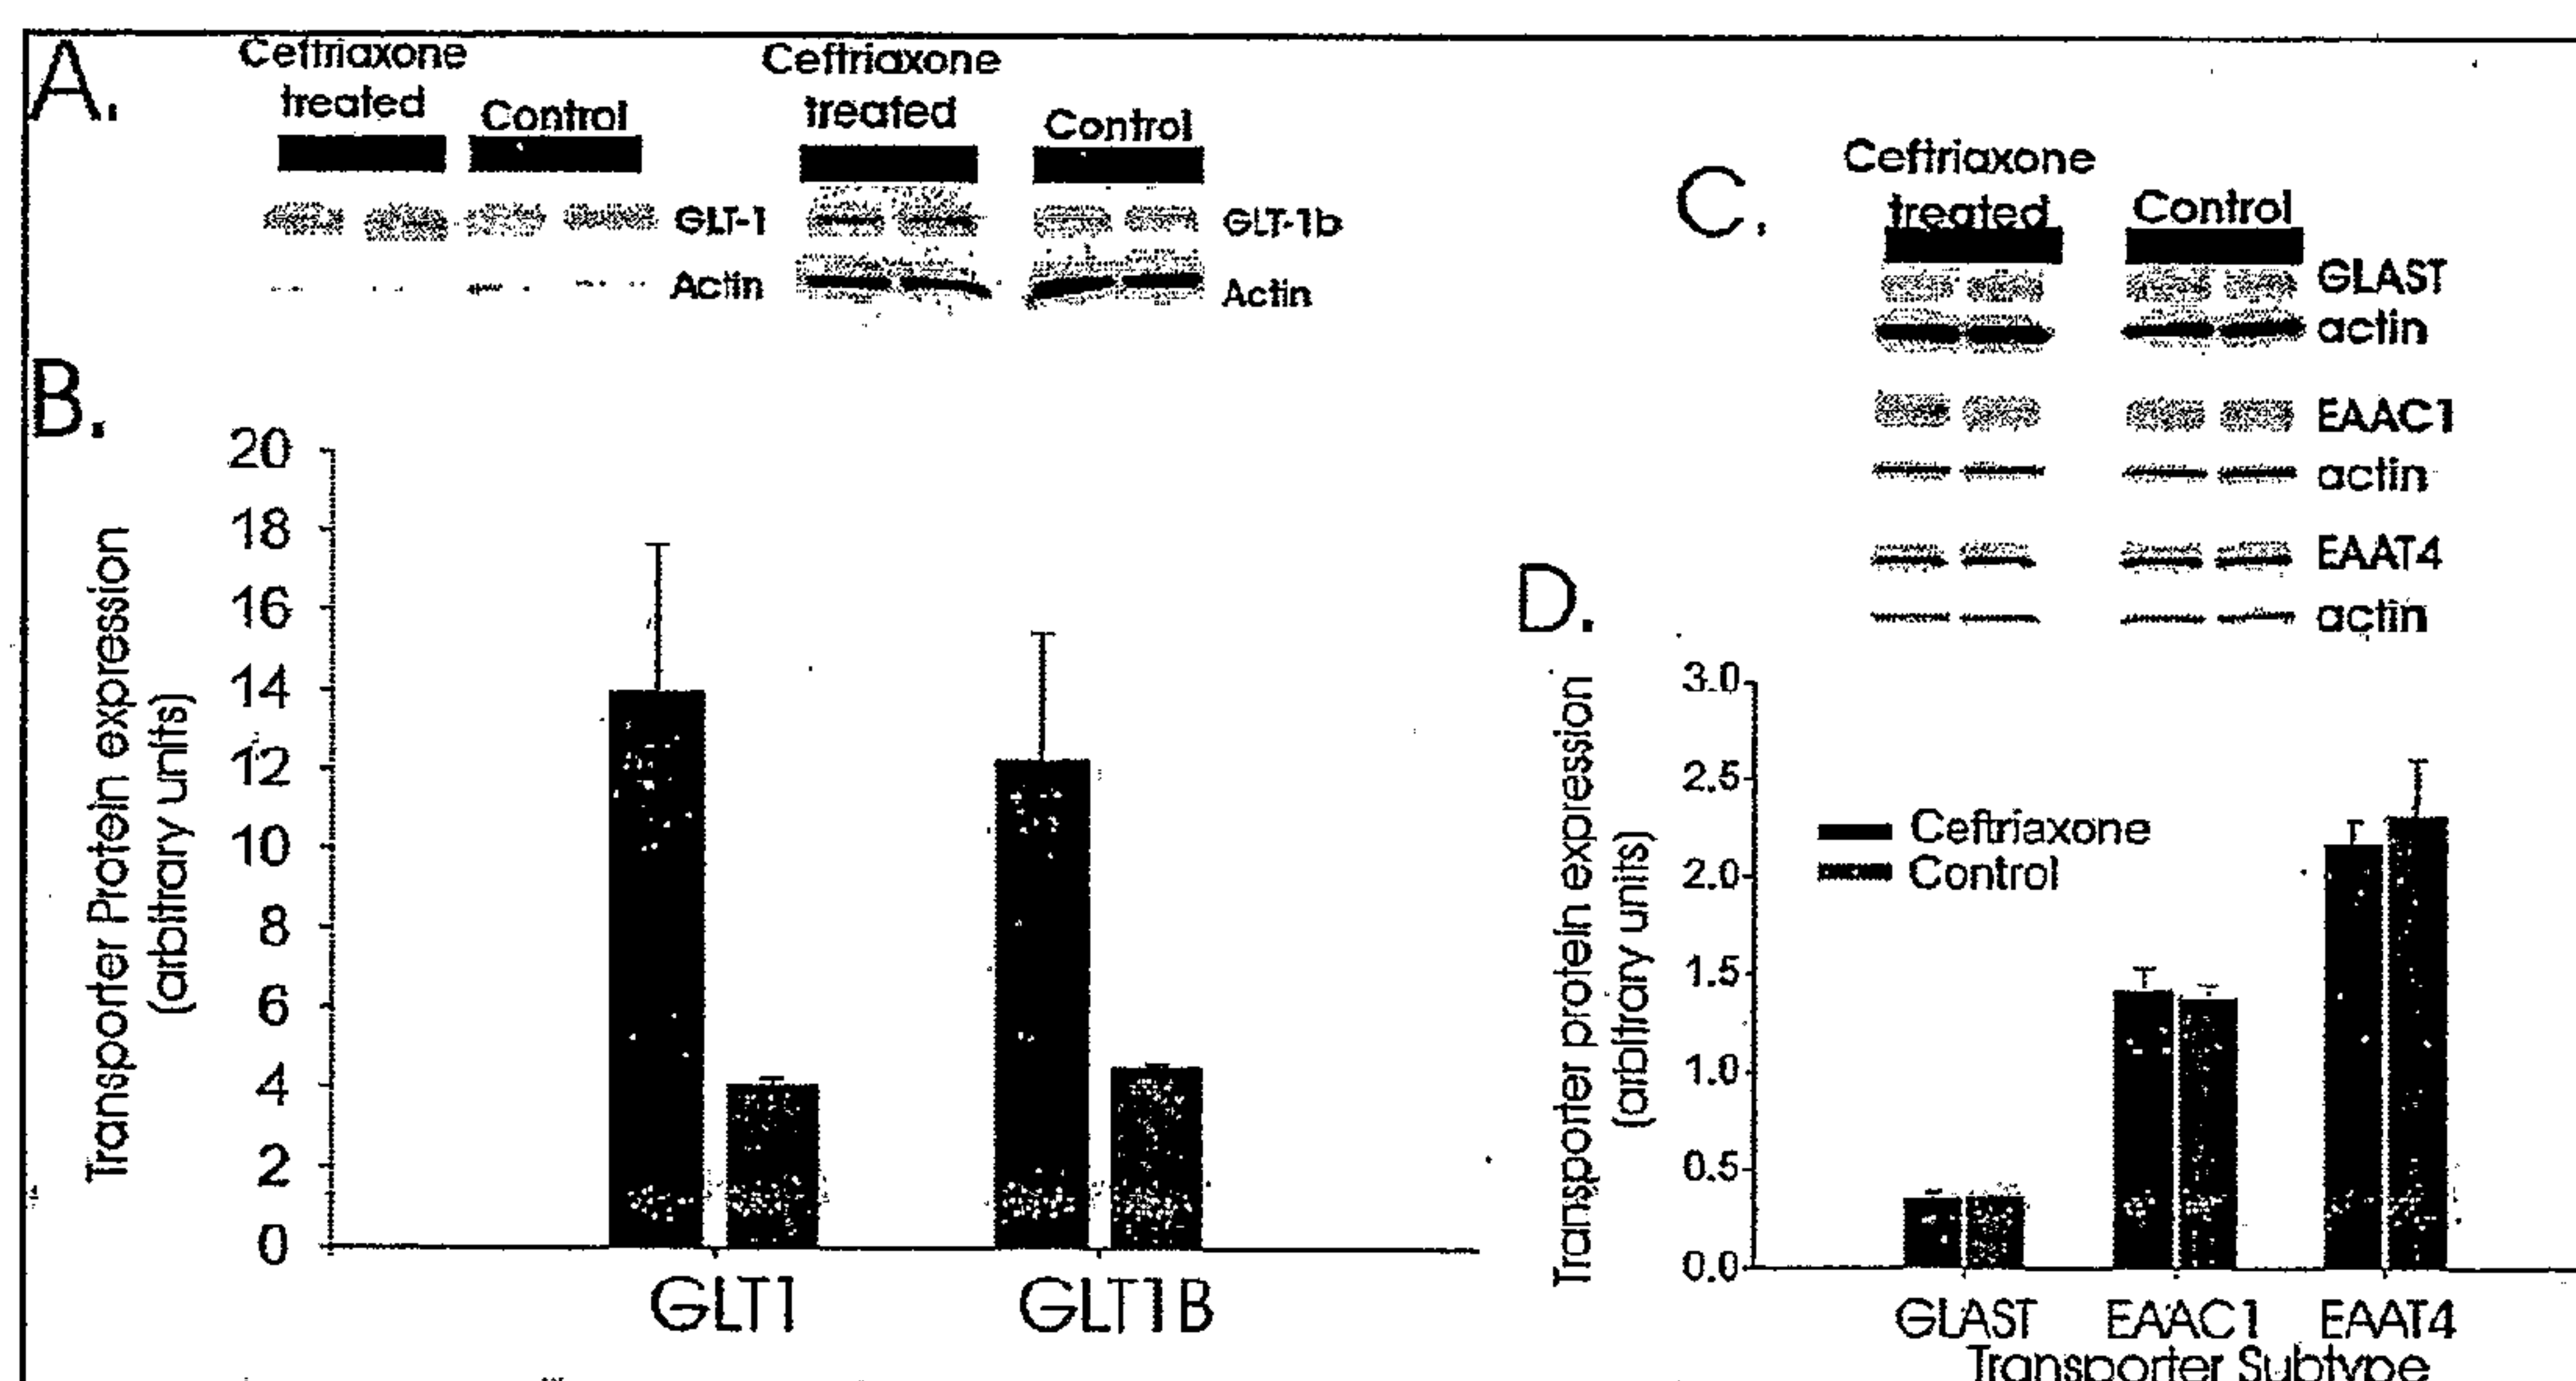 A.
Ceftriaxone
treated
Control
Ceftriaxone
treated
Control
GLT-1
Actin
GLT-1b
Actin
B.
Transporter Protein expression
(arbitrary units)
20
18
16
14
12
10
8
6
4
2
0
GLT1
GLT1B
C.
Ceftriaxone
treated
Control
GLAST
actin
EAAC1
actin
EAAT4
actin
D.
Transporter protein expression
(arbitrary units)
3.0
2.5
2.0
1.5
1.0
0.5
0.0
Ceftriaxone
Control
GLAST
EAAC1
EAAT4
Transporter Subtype